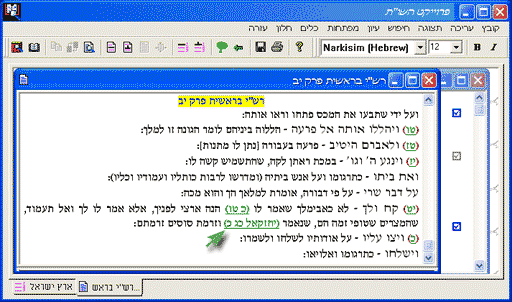 פרוייקט השו"ת
קובץ עריכה תצוגה חיפוש עיון מפתחות כלים חלון עזרה
Narkisim (Hebrew) 12 B I
רש"י בראשית פרק יב
רש"י בראשית פרק יב
ועל ידי שתבעו את המכס פתחו וראו אותה:
(טו) ויהללו אותה אל פרעה - הללוה ביניהם לומר הגונה זו למלך:
(טז) ולאברם היטיב - פרעה בעבורה [נתן לו מתנות]:
(יז) וינגע ה' וגו' - במכת ראתן לקה, שהתשמיש קשה לו:
ואת ביתו - כתרגומו ועל אנש ביתיה (ומדרשו לרבות כותליו ועמודיו וכליו):
על דבר שרי - על פי דבורה, אומרת למלאך הך והוא מכה:
(יט) קח ולך - לא כאבימלך שאמר לו (כ טו) הנה ארצי לפניך, אלא אמר לו לך ואל תעמוד,
שהמצרים שטופי זמה הם, שנאמר (יחזקאל כג כ) וזרמת סוסים זרמתם:
(כ) ויצו עליו - על אודותיו לשלחו ולשמרו:
וישלחו - כתרגומו ואלויאו:
רש"י בראש... ארץ ישראל